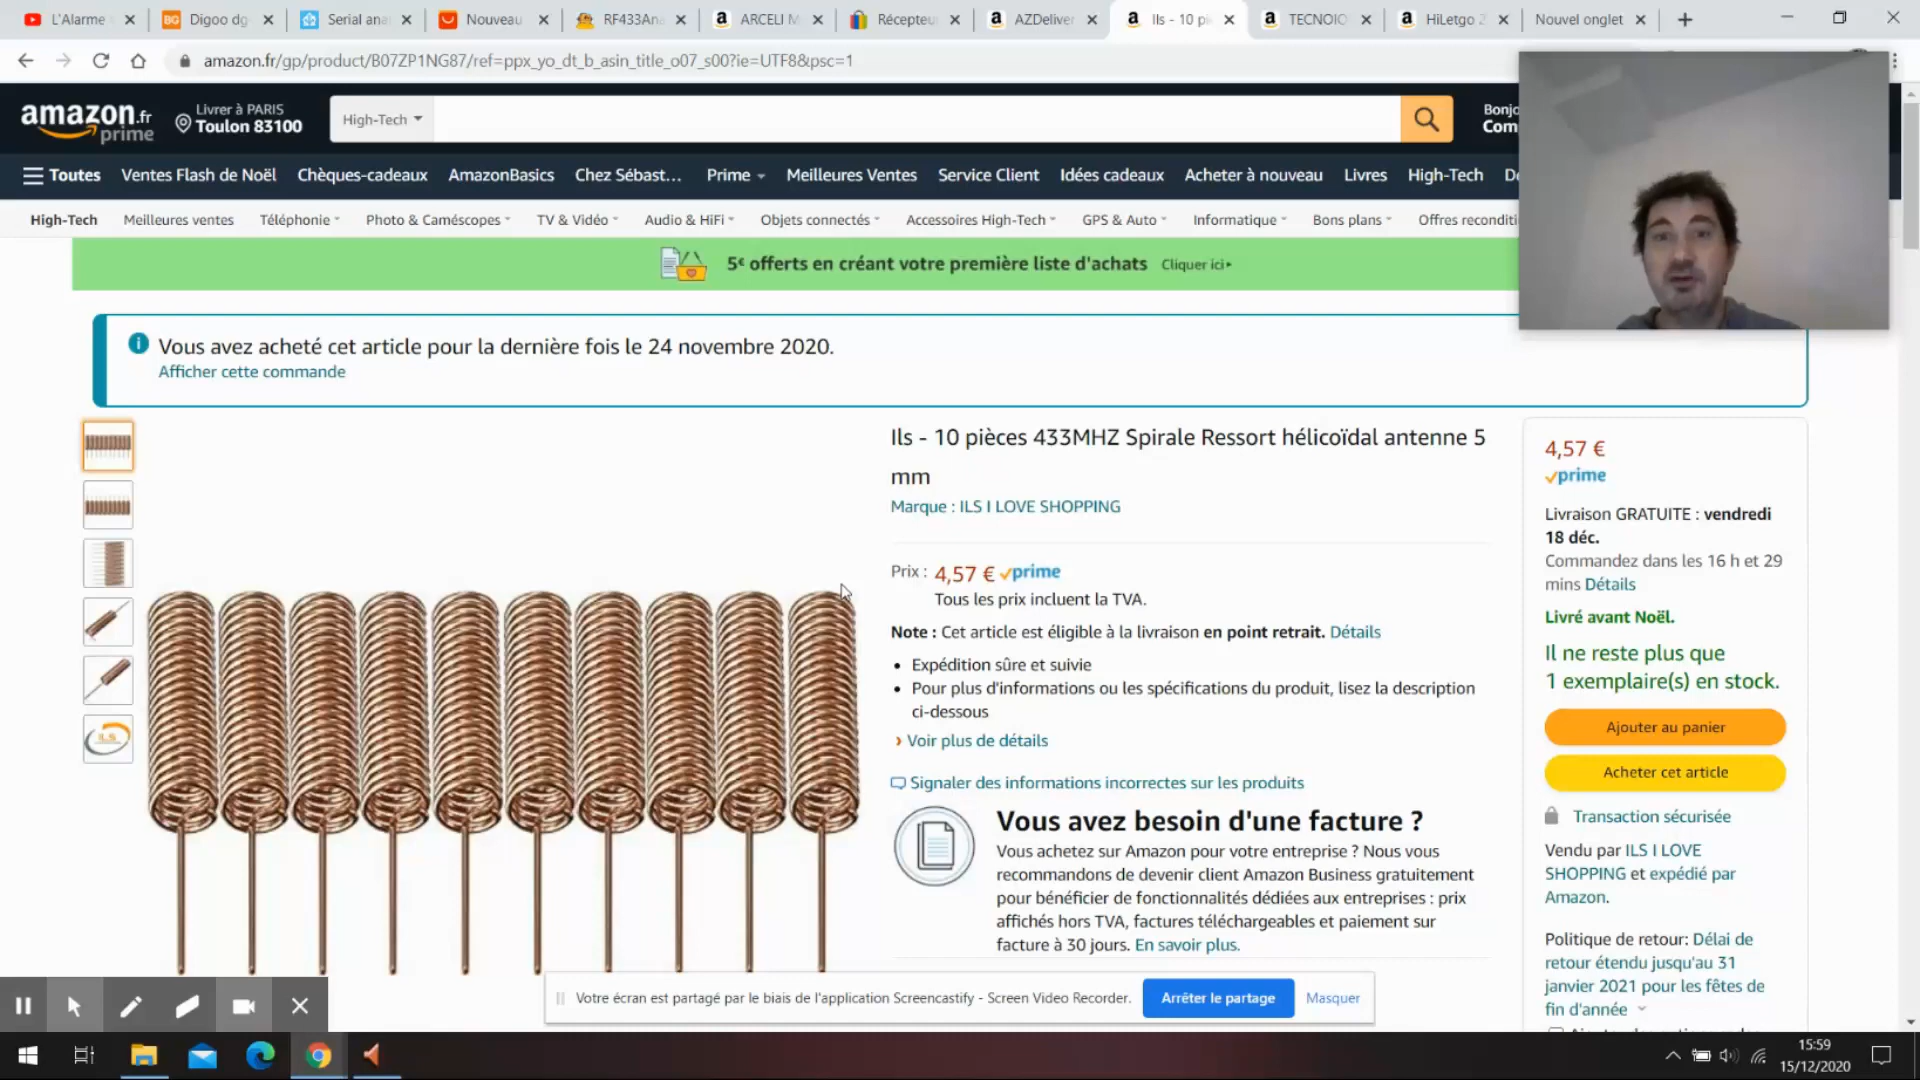 L'Alarme
Digoo dg
Serial ana
Nouveau
RF433Ana
ARCELI M
Récepteu
AZDeliver
Ils - 10 pi
TECNOIO
HiLetgo 2
Nouvel onglet
amazon.fr/gp/product/B07ZP1NG87/ref=ppx_yo_dt_b_asin_title_o07_s00?ie=UTF8&psc=1
amazon.fr
prime
Livrer à PARIS
Toulon 83100
High-Tech
Bonjo
Com
Toutes
Ventes Flash de Noël
Chèques-cadeaux
AmazonBasics
Chez Sébast...
Prime
Meilleures Ventes
Service Client
Idées cadeaux
Acheter à nouveau
Livres
High-Tech
High-Tech
Meilleures ventes
Téléphonie
Photo & Caméscopes
TV & Vidéo
Audio & HiFi
Objets connectés
Accessoires High-Tech
GPS & Auto
Informatique
Bons plans
Offres reconditi
5€ offerts en créant votre première liste d'achats Cliquer ici
Vous avez acheté cet article pour la dernière fois le 24 novembre 2020.
Afficher cette commande
Ils - 10 pièces 433MHZ Spirale Ressort hélicoïdal antenne 5
mm
Marque : ILS I LOVE SHOPPING
Prix : 4,57 € prime
Tous les prix incluent la TVA.
Note : Cet article est éligible à la livraison en point retrait. Détails
• Expédition sûre et suivie
• Pour plus d'informations ou les spécifications du produit, lisez la description
ci-dessous
› Voir plus de détails
Signaler des informations incorrectes sur les produits
Vous avez besoin d'une facture ?
Vous achetez sur Amazon pour votre entreprise ? Nous vous
recommandons de devenir client Amazon Business gratuitement
pour bénéficier de fonctionnalités dédiées aux entreprises : prix
affichés hors TVA, factures téléchargeables et paiement sur
facture à 30 jours. En savoir plus.
4,57 €
prime
Livraison GRATUITE : vendredi
18 déc.
Commandez dans les 16 h et 29
mins Détails
Livré avant Noël.
Il ne reste plus que
1 exemplaire(s) en stock.
Ajouter au panier
Acheter cet article
Transaction sécurisée
Vendu par ILS I LOVE
SHOPPING et expédié par
Amazon.
Politique de retour: Délai de
retour étendu jusqu'au 31
janvier 2021 pour les fêtes de
fin d'année
ILS
Votre écran est partagé par le biais de l'application Screencastify - Screen Video Recorder.
Arrêter le partage
Masquer
15:59
15/12/2020